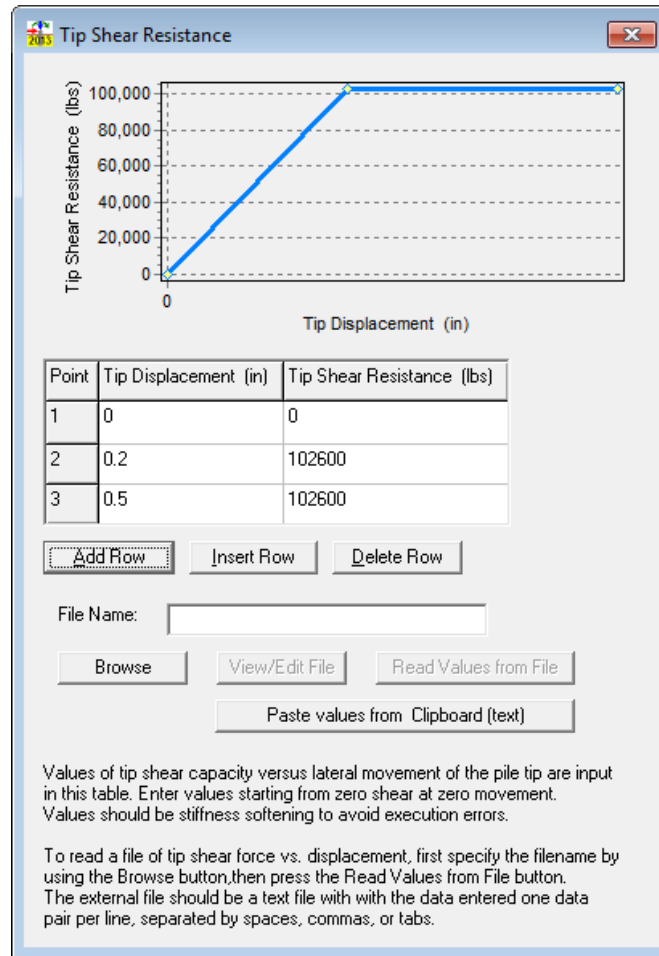 2013 Tip Shear Resistance
Tip Shear Resistance (lbs)
100,000
80,000
60,000
40,000
20,000
0
0
Tip Displacement (in)
Point Tip Displacement (in) Tip Shear Resistance (lbs)
1 0 0
2 0.2 102600
3 0.5 102600
Add Row Insert Row Delete Row
File Name:
Browse View/Edit File Read Values from File
Paste values from Clipboard (text)
Values of tip shear capacity versus lateral movement of the pile tip are input
in this table. Enter values starting from zero shear at zero movement.
Values should be stiffness softening to avoid execution errors.
To read a file of tip shear force vs. displacement, first specify the filename by
using the Browse button,then press the Read Values from File button.
The external file should be a text file with with the data entered one data
pair per line, separated by spaces, commas, or tabs.